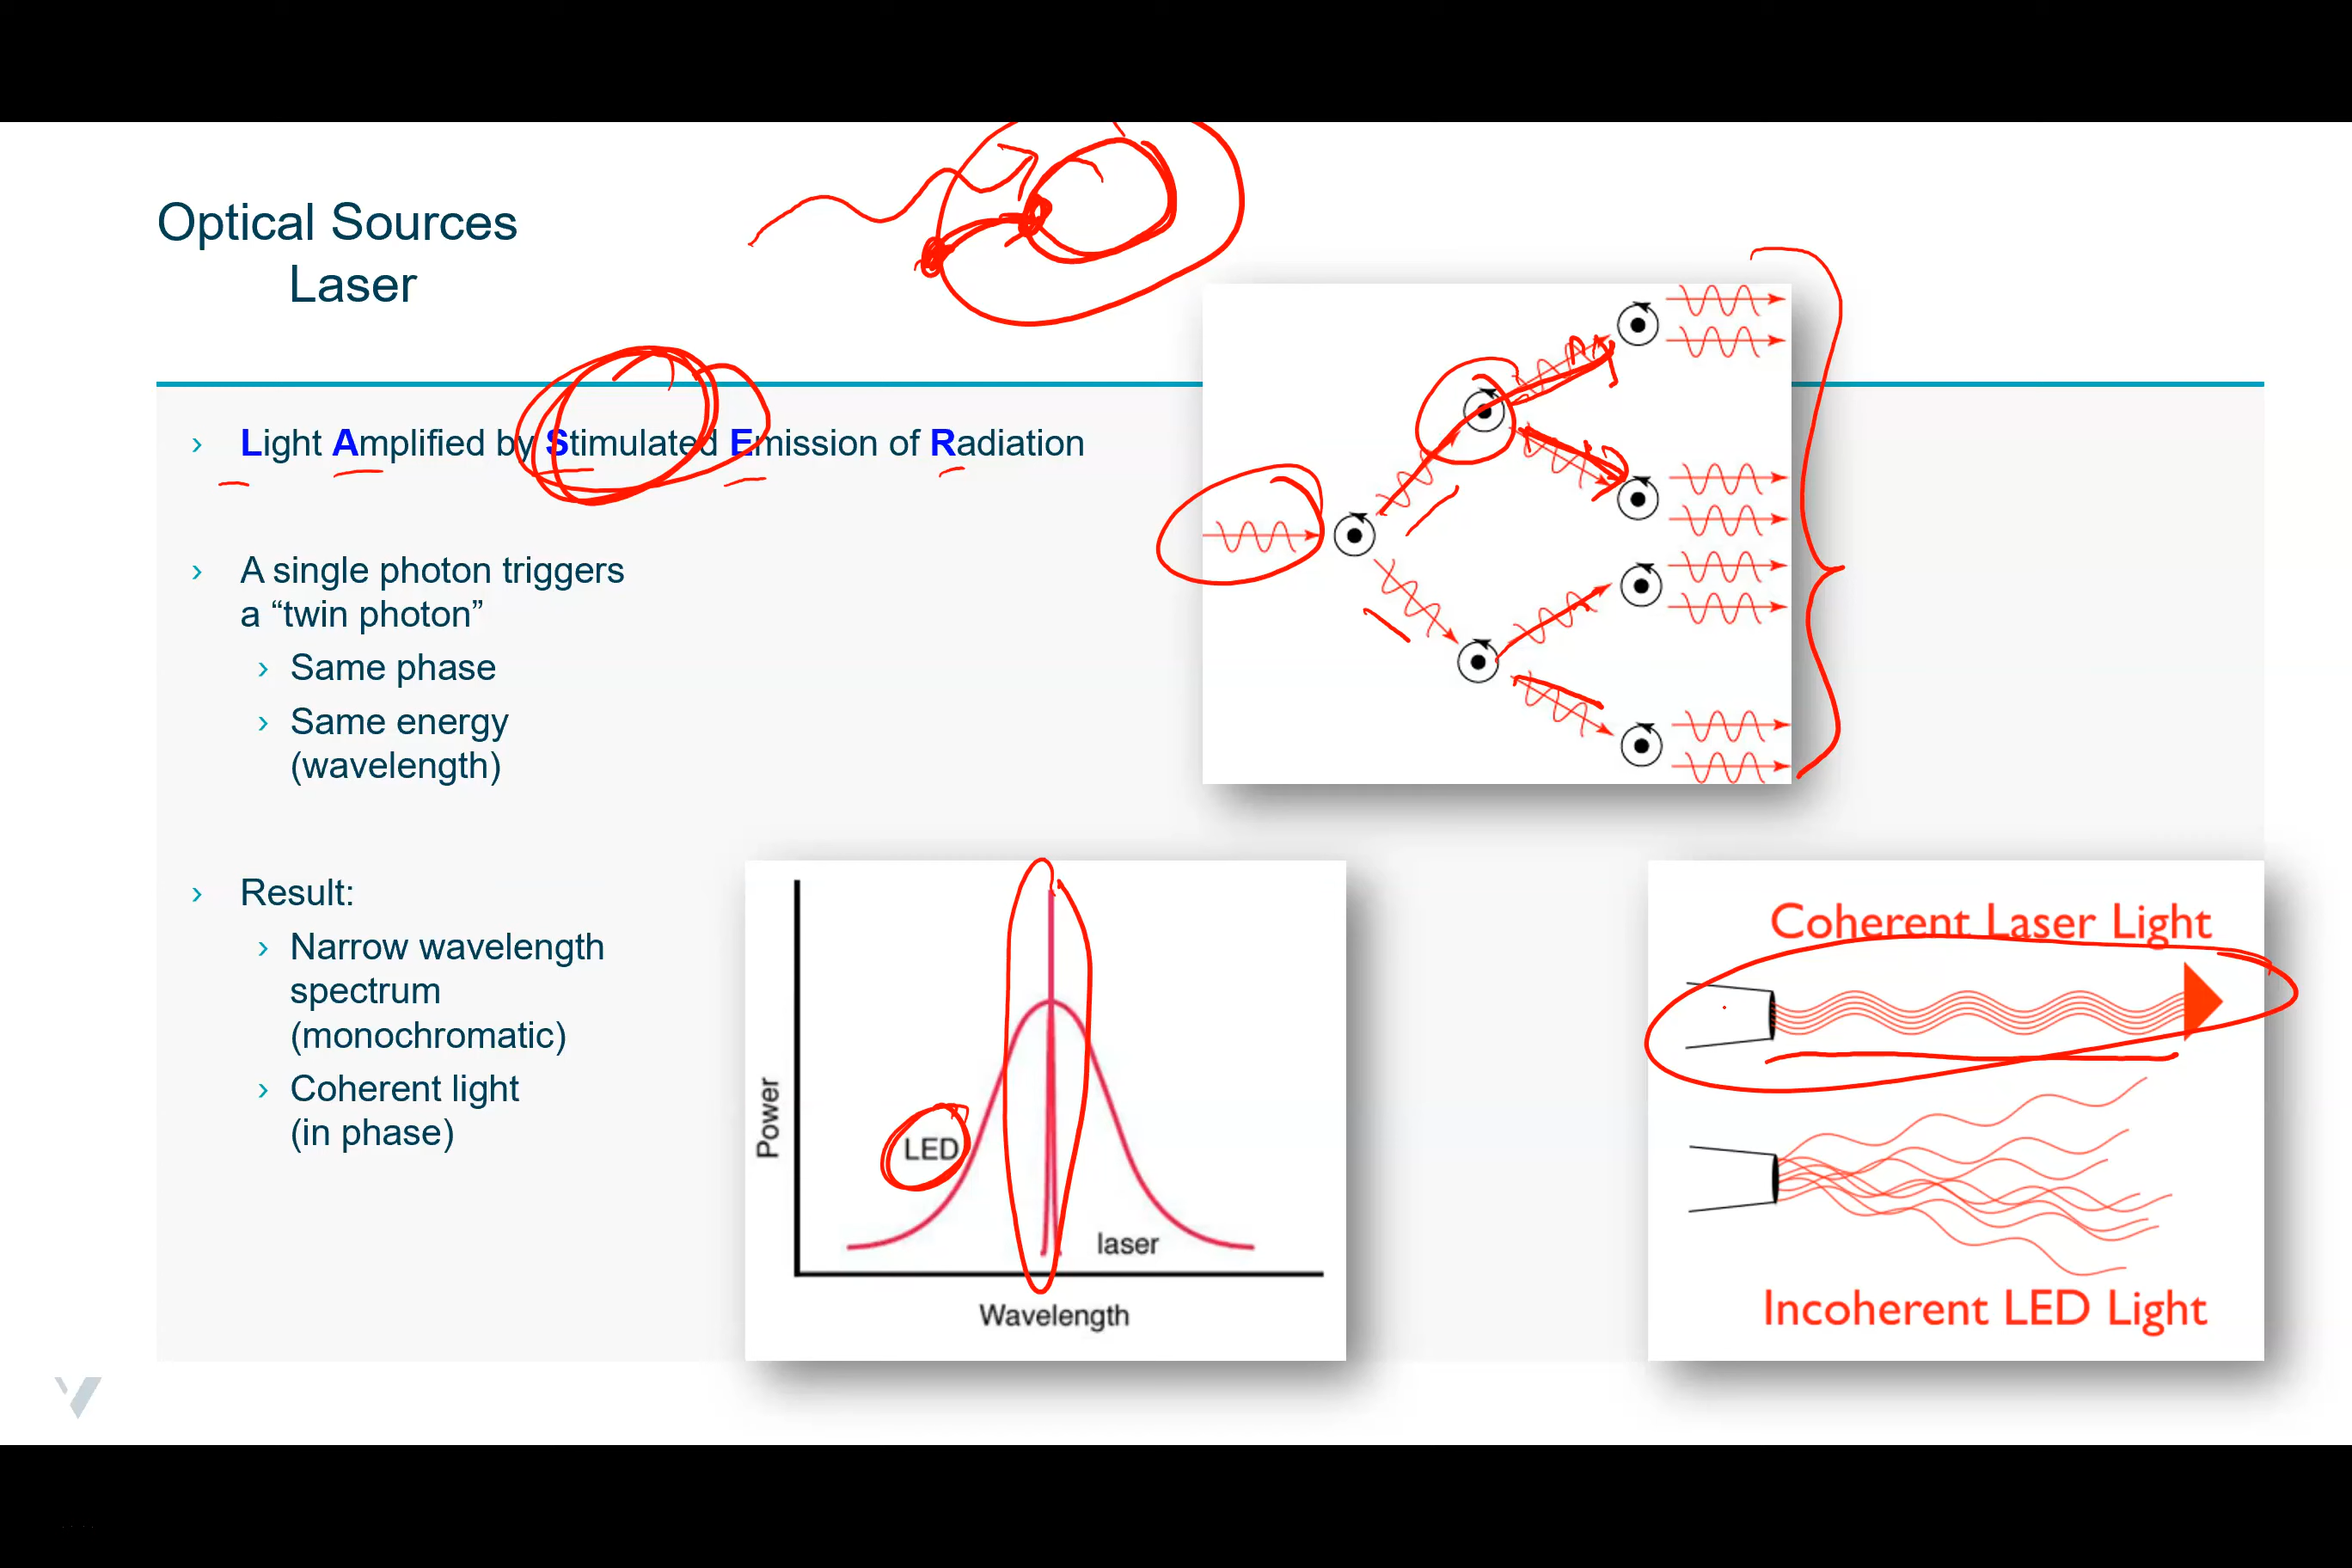 Optical Sources
Laser
› Light Amplified by Stimulated Emission of Radiation
› A single photon triggers
a “twin photon”
› Same phase
› Same energy
(wavelength)
› Result:
› Narrow wavelength
spectrum
(monochromatic)
› Coherent light
(in phase)
Power
LED
laser
Wavelength
Coherent Laser Light
Incoherent LED Light